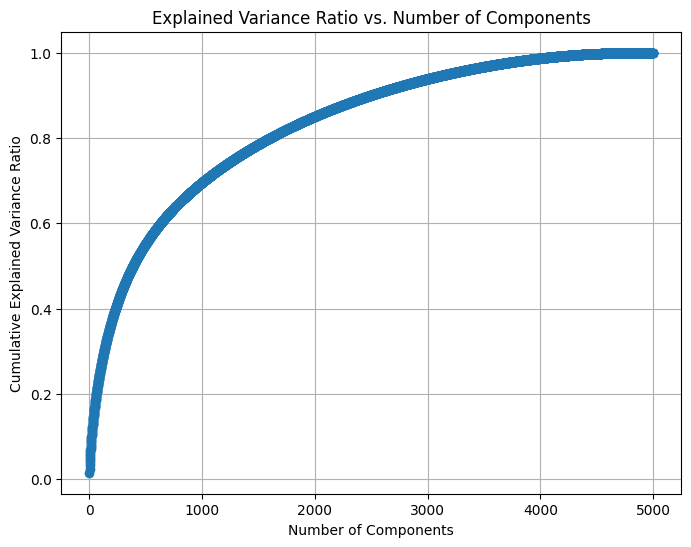 Explained Variance Ratio vs. Number of Components
Cumulative Explained Variance Ratio
1.0
0.8
0.6
0.4
0.2
0.0
0 1000 2000 3000 4000 5000
Number of Components